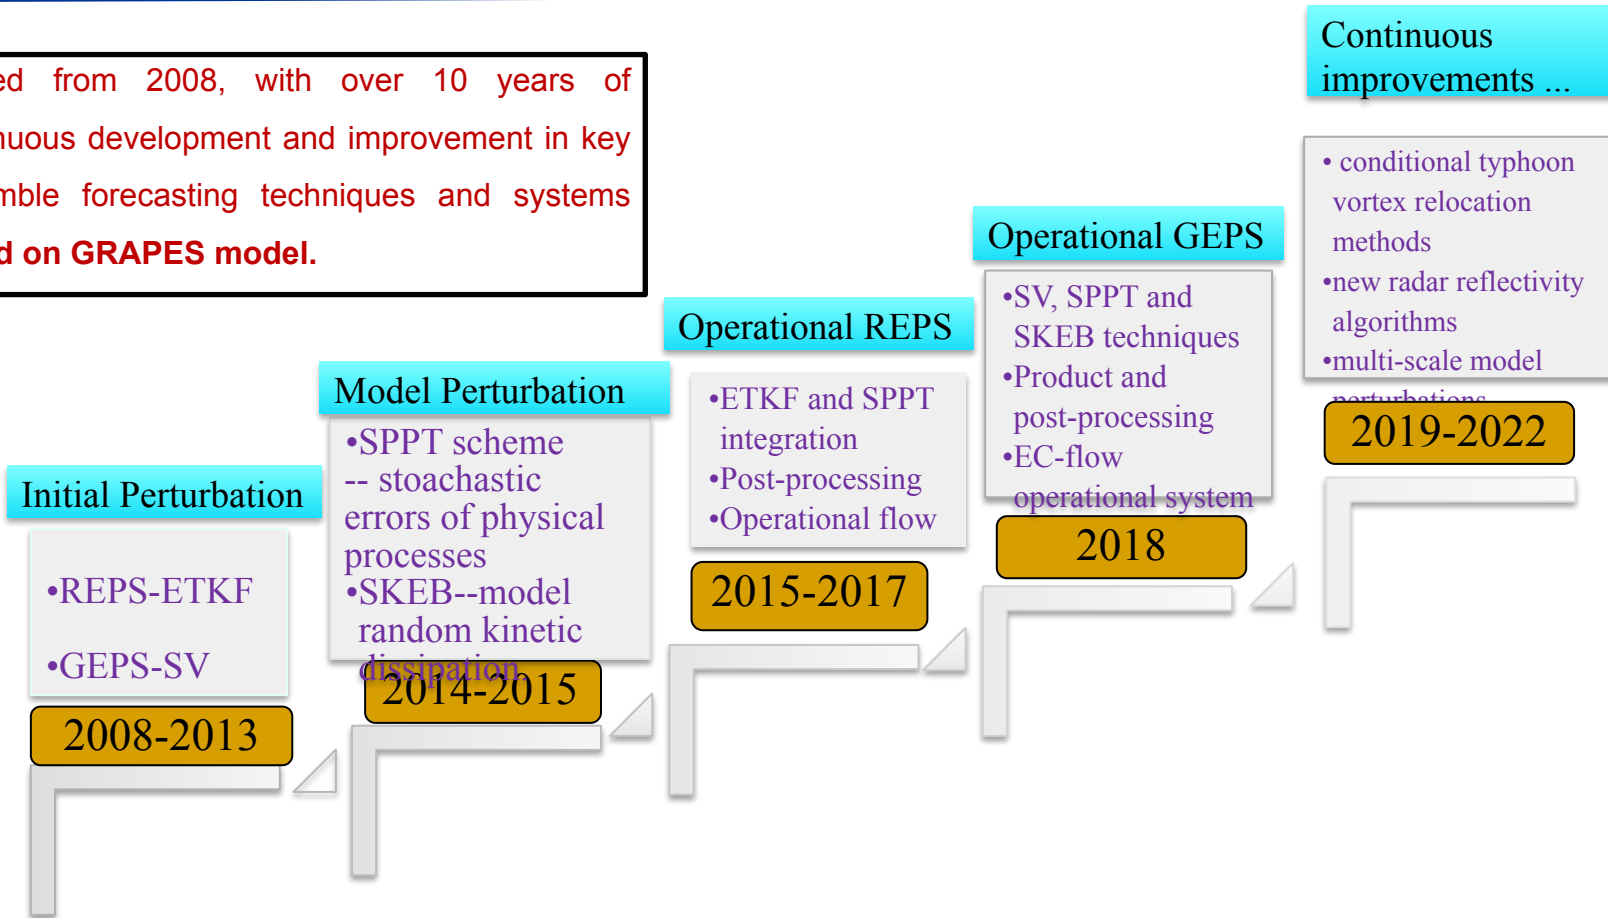 from 2008, with over 10 years of
development and improvement in key
forecasting techniques and systems
on GRAPES model.
Initial Perturbation
•REPS-ETKF
•GEPS-SV
2008-2013
Model Perturbation
•SPPT scheme
-- stoachastic
errors of physical
processes
•SKEB--model
random kinetic
dissipation.
2014-2015
Operational REPS
•ETKF and SPPT
integration
•Post-processing
•Operational flow
2015-2017
Operational GEPS
•SV, SPPT and
SKEB techniques
•Product and
post-processing
•EC-flow
operational system
2018
Continuous
improvements ...
• conditional typhoon
vortex relocation
methods
•new radar reflectivity
algorithms
•multi-scale model
perturbations
2019-2022